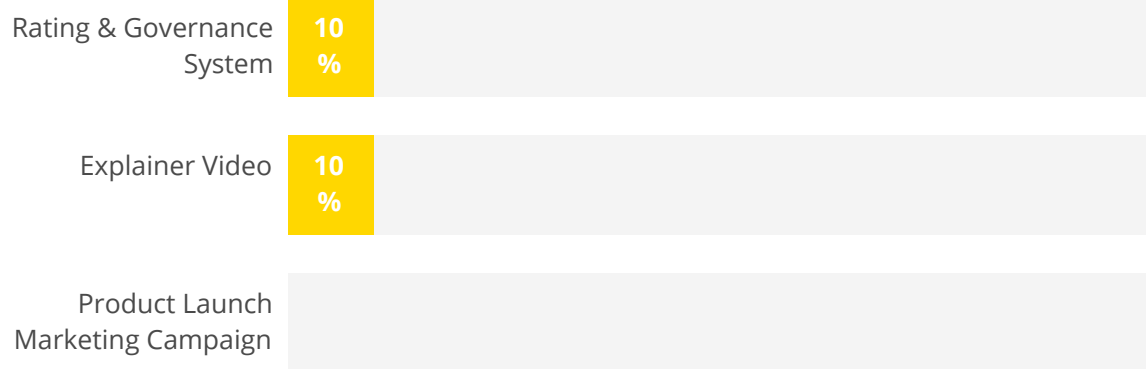 Rating & Governance
System
10
%
Explainer Video
10
%
Product Launch
Marketing Campaign